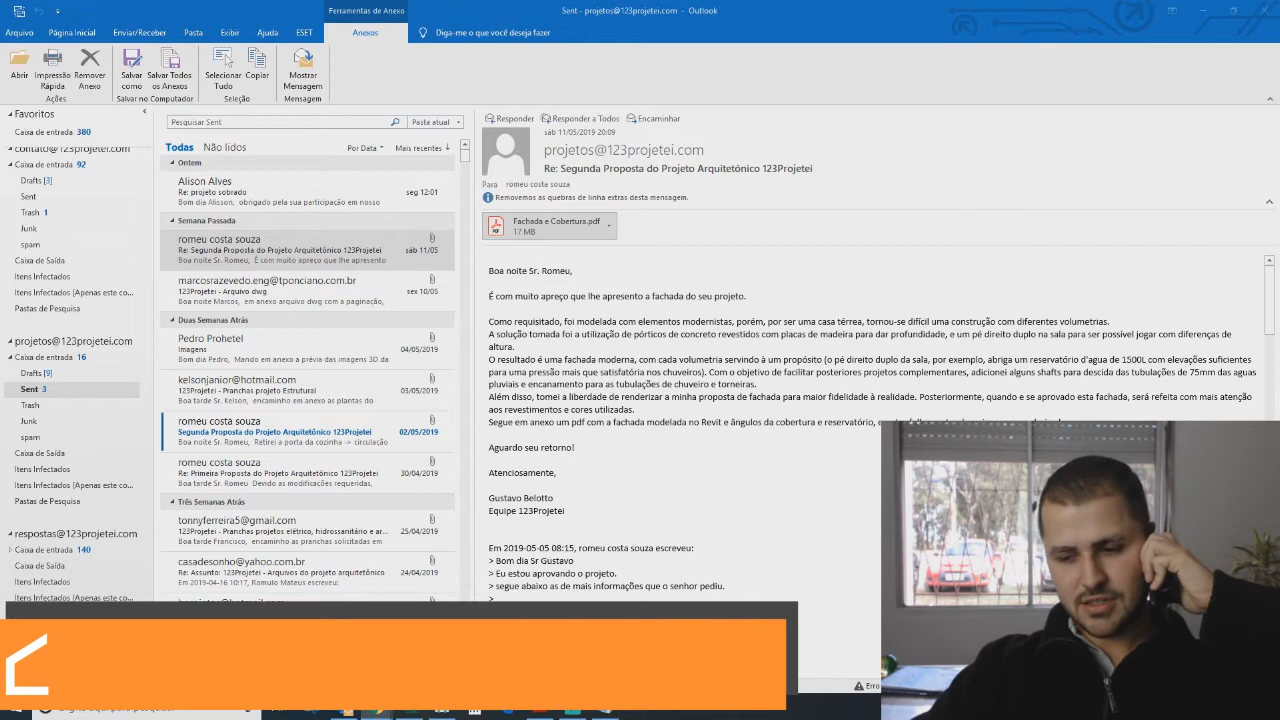 Ferramentas de Anexo
Sent - projetos@123projetei.com - Outlook
Arquivo
Página Inicial
Enviar/Receber
Pasta
Exibir
Ajuda
ESET
Anexos
Diga-me o que você deseja fazer
Abrir
Impressão Rápida
Remover Anexo
Salvar como
Salvar Todos os Anexos
Selecionar Tudo
Copiar
Mostrar Mensagem
Ações
Salvar no Computador
Seleção
Mensagem
Favoritos
Caixa de entrada 380
contato@123projetei.com
Caixa de entrada 92
Drafts [3]
Sent
Trash 1
Junk
spam
Caixa de Saída
Itens Infectados
Itens Infectados (Apenas este co...
Pastas de Pesquisa
projetos@123projetei.com
Caixa de entrada 16
Drafts [9]
Sent 3
Trash
Junk
spam
Caixa de Saída
Itens Infectados
Itens Infectados (Apenas este co...
Pastas de Pesquisa
respostas@123projetei.com
Caixa de entrada 140
Caixa de Saída
Itens Infectados
Pesquisar Sent
Pasta atual
Todas
Não lidos
Por Data
Mais recentes
Ontem
Alison Alves
Re: projeto sobrado
seg 12:01
Bom dia Alisson, obrigado pela sua participação em nosso
Semana Passada
romeu costa souza
Re: Segunda Proposta do Projeto Arquitetônico 123Projetei
sáb 11/05
Boa noite Sr. Romeu, É com muito apreço que lhe apresento
marcosrazevedo.eng@tponciano.com.br
123Projetei - Arquivo dwg
sex 10/05
Boa noite Marcos, em anexo arquivo dwg com a paginação,
Duas Semanas Atrás
Pedro Prohetel
Imagens
04/05/2019
Bom dia Pedro, Mando em anexo a prévia das imagens 3D da
kelsonjanior@hotmail.com
123Projetei - Pranchas projeto Estrutural
03/05/2019
Boa tarde Sr. Kelson, encaminho em anexo as plantas do
romeu costa souza
Segunda Proposta do Projeto Arquitetônico 123Projetei
02/05/2019
Boa noite Sr. Romeu, Retirei a porta da cozinha -> circulação
romeu costa souza
Re: Primeira Proposta do Projeto Arquitetônico 123Projetei
30/04/2019
Boa noite Sr. Romeu Devido as modificações requeridas,
Três Semanas Atrás
tonnyferreira5@gmail.com
123Projetei - Pranchas projetos elétrico, hidrossanitário e ar...
25/04/2019
Boa tarde Francisco, encaminho as pranchas solicitadas em
casadesonho@yahoo.com.br
Re: Assunto: 123Projetei - Arquivos do projeto arquitetônico
24/04/2019
Em 2019-04-16 10:17, Romulo Mateus escreveu:
Responder
Responder a Todos
Encaminhar
sáb 11/05/2019 20:09
projetos@123projetei.com
Re: Segunda Proposta do Projeto Arquitetônico 123Projetei
Para romeu costa souza
Removemos as quebras de linha extras desta mensagem.
Fachada e Cobertura.pdf
17 MB
Boa noite Sr. Romeu,
É com muito apreço que lhe apresento a fachada do seu projeto.
Como requisitado, foi modelada com elementos modernistas, porém, por ser uma casa térrea, tornou-se difícil uma construção com diferentes volumetrias.
A solução tomada foi a utilização de pórticos de concreto revestidos com placas de madeira para dar profundidade, e um pé direito duplo na sala para ser possível jogar com diferenças de
altura.
O resultado é uma fachada moderna, com cada volumetria servindo à um propósito (o pé direito duplo da sala, por exemplo, abriga um reservatório d'agua de 1500L com elevações suficientes
para uma pressão mais que satisfatória nos chuveiros). Com o objetivo de facilitar posteriores projetos complementares, adicionei alguns shafts para descida das tubulações de 75mm das aguas
pluviais e encanamento para as tubulações de chuveiro e torneiras.
Além disso, tomei a liberdade de renderizar a minha proposta de fachada para maior fidelidade à realidade. Posteriormente, quando e se aprovado esta fachada, será refeita com mais atenção
aos revestimentos e cores utilizadas.
Segue em anexo um pdf com a fachada modelada no Revit e ângulos da cobertura e reservatório,
Aguardo seu retorno!
Atenciosamente,
Gustavo Belotto
Equipe 123Projetei
Em 2019-05-05 08:15, romeu costa souza escreveu:
> Bom dia Sr Gustavo
> Eu estou aprovando o projeto.
> segue abaixo as de mais informações que o senhor pediu.
>
Erro